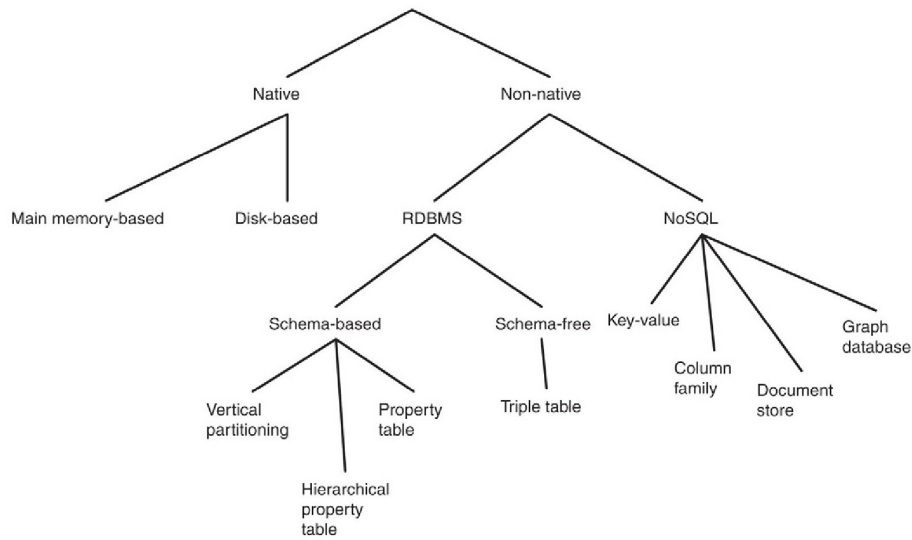 Native
Non-native
Main memory-based
Disk-based
RDBMS
NoSQL
Schema-based
Schema-free
Key-value
Graph
database
Column
family
Document
store
Vertical
partitioning
Property
table
Triple table
Hierarchical
property
table